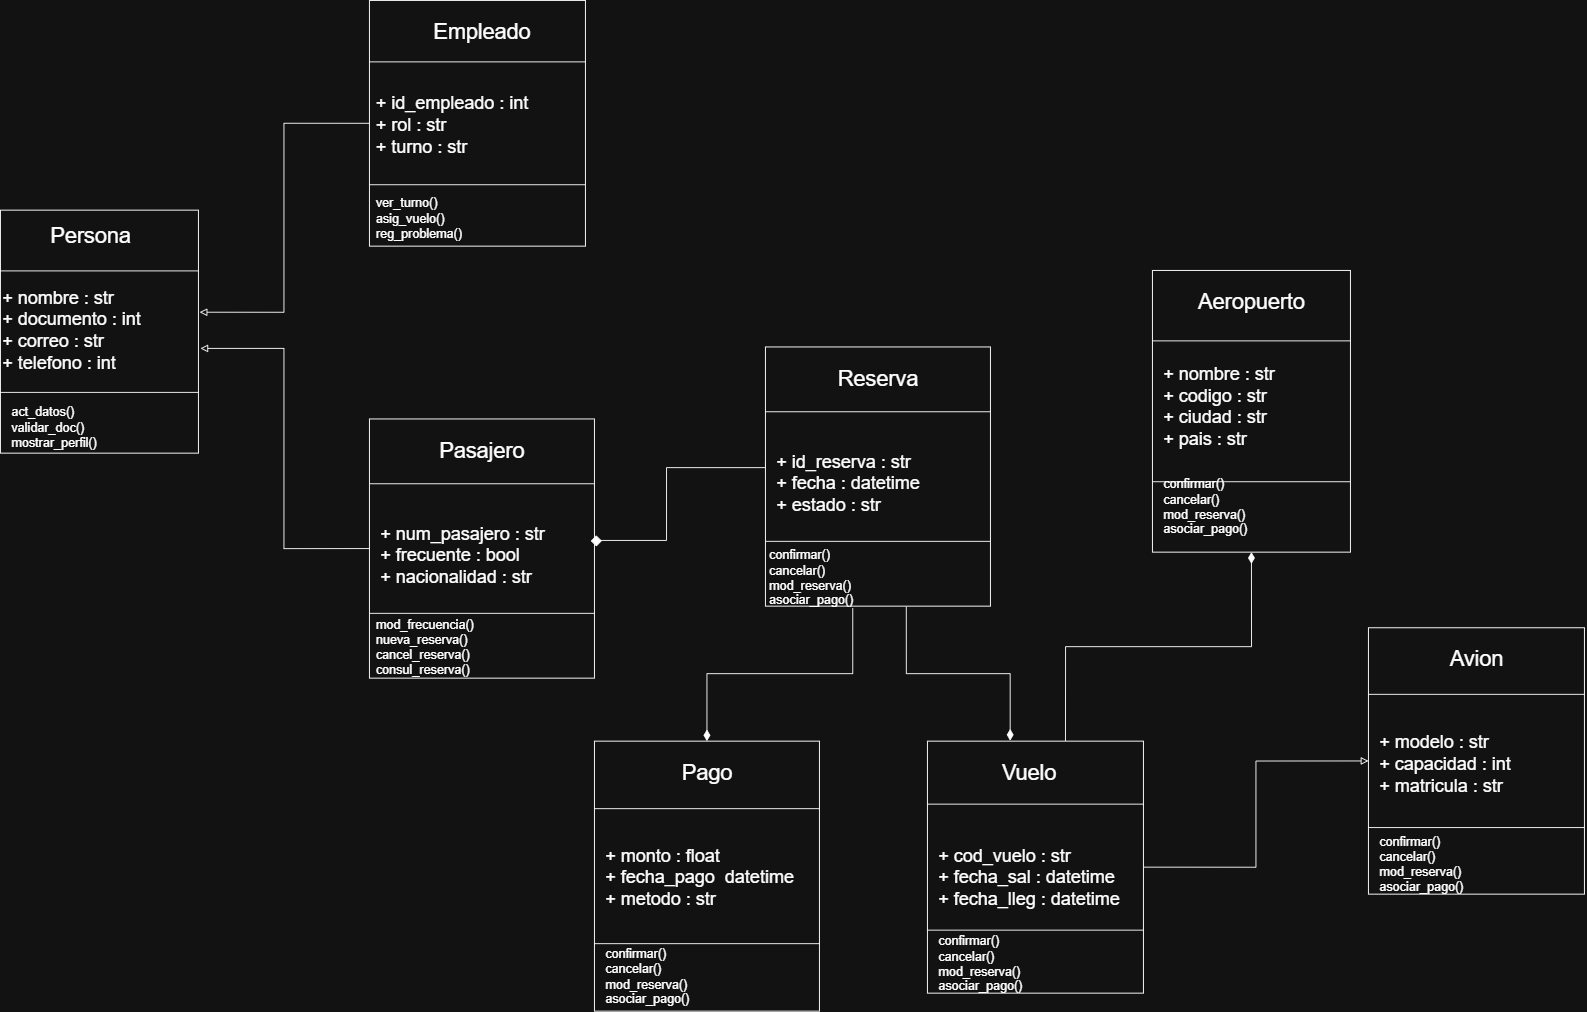 Empleado
+ id_empleado : int
+ rol : str
+ turno : str
ver_turno()
asig_vuelo()
reg_problema()
Persona
+ nombre : str
+ documento : int
+ correo : str
+ telefono : int
act_datos()
validar_doc()
mostrar_perfil()
Pasajero
+ num_pasajero : str
+ frecuente : bool
+ nacionalidad : str
mod_frecuencia()
nueva_reserva()
cancel_reserva()
consul_reserva()
Reserva
+ id_reserva : str
+ fecha : datetime
+ estado : str
confirmar()
cancelar()
mod_reserva()
asociar_pago()
Aeropuerto
+ nombre : str
+ codigo : str
+ ciudad : str
+ pais : str
confirmar()
cancelar()
mod_reserva()
asociar_pago()
Pago
+ monto : float
+ fecha_pago  datetime
+ metodo : str
confirmar()
cancelar()
mod_reserva()
asociar_pago()
Vuelo
+ cod_vuelo : str
+ fecha_sal : datetime
+ fecha_lleg : datetime
confirmar()
cancelar()
mod_reserva()
asociar_pago()
Avion
+ modelo : str
+ capacidad : int
+ matricula : str
confirmar()
cancelar()
mod_reserva()
asociar_pago()